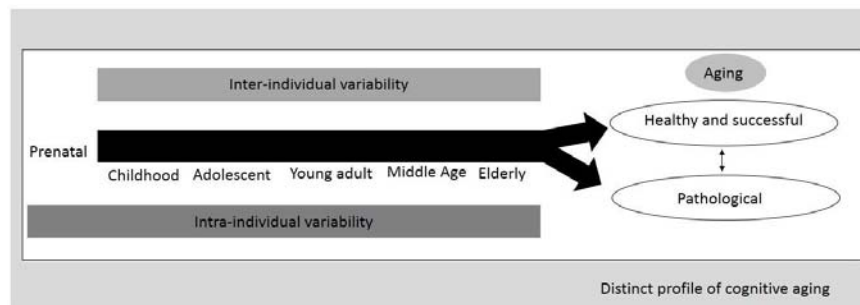 Inter-individual variability
Aging
Healthy and successful
Prenatal
Childhood Adolescent Young adult Middle Age Elderly
Pathological
Intra-individual variability
Distinct profile of cognitive aging